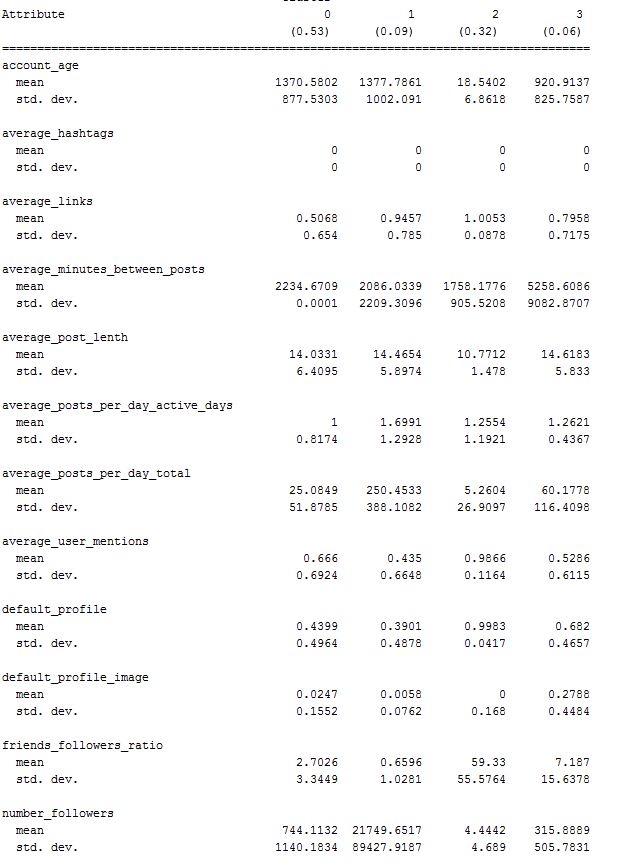 Attribute 0 1 2 3
(0.53) (0.09) (0.32) (0.06)
account_age
mean 1370.5802 1377.7861 18.5402 920.9137
std. dev. 877.5303 1002.091 6.8618 825.7587
average_hashtags
mean 0 0 0 0
std. dev. 0 0 0 0
average_links
mean 0.5068 0.9457 1.0053 0.7958
std. dev. 0.654 0.785 0.0878 0.7175
average_minutes_between_posts
mean 2234.6709 2086.0339 1758.1776 5258.6086
std. dev. 0.0001 2209.3096 905.5208 9082.8707
average_post_lenth
mean 14.0331 14.4654 10.7712 14.6183
std. dev. 6.4095 5.8974 1.478 5.833
average_posts_per_day_active_days
mean 1 1.6991 1.2554 1.2621
std. dev. 0.8174 1.2928 1.1921 0.4367
average_posts_per_day_total
mean 25.0849 250.4533 5.2604 60.1778
std. dev. 51.8785 388.1082 26.9097 116.4098
average_user_mentions
mean 0.666 0.435 0.9866 0.5286
std. dev. 0.6924 0.6648 0.1164 0.6115
default_profile
mean 0.4399 0.3901 0.9983 0.682
std. dev. 0.4964 0.4878 0.0417 0.4657
default_profile_image
mean 0.0247 0.0058 0 0.2788
std. dev. 0.1552 0.0762 0.168 0.4484
friends_followers_ratio
mean 2.7026 0.6596 59.33 7.187
std. dev. 3.3449 1.0281 55.5764 15.6378
number_followers
mean 744.1132 21749.6517 4.4442 315.8889
std. dev. 1140.1834 89427.9187 4.689 505.7831